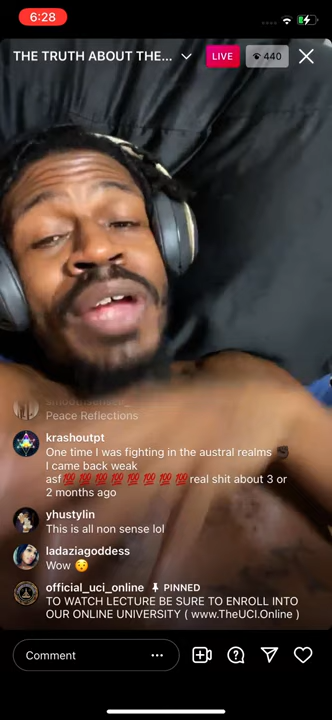 6:28
THE TRUTH ABOUT THE...
LIVE
440
Peace Reflections
krashoutpt
One time I was fighting in the austral realms
I came back weak
asf💯💯💯💯💯💯💯💯real shit about 3 or
2 months ago
yhustylin
This is all non sense lol
ladaziagoddess
Wow 😌
official_uci_online PINNED
TO WATCH LECTURE BE SURE TO ENROLL INTO
OUR ONLINE UNIVERSITY ( www.TheUCI.Online )
Comment